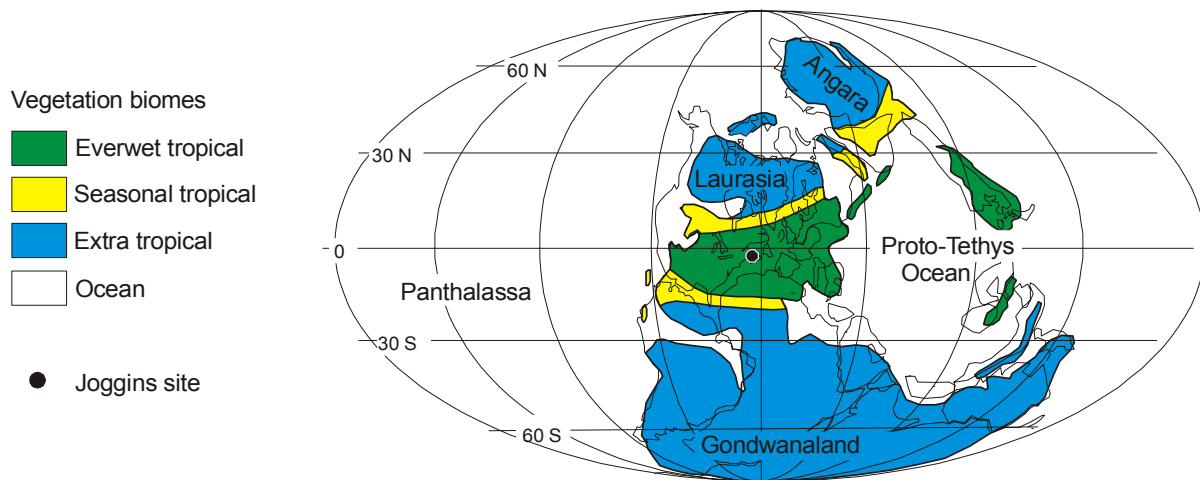 Vegetation biomes
Everwet tropical
Seasonal tropical
Extra tropical
Ocean
Joggins site
60 N
30 N
0
30 S
60 S
Angara
Laurasia
Panthalassa
Proto-Tethys
Ocean
Gondwanaland